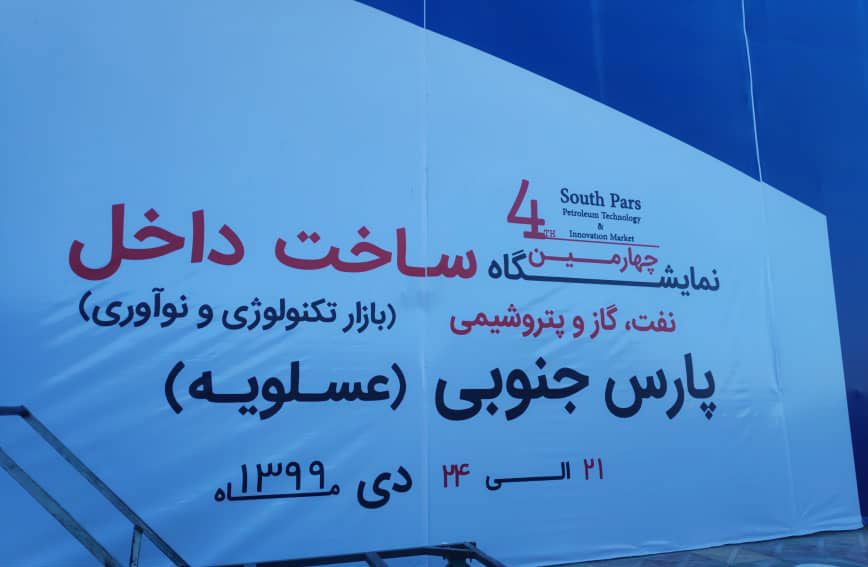 4TH
South Pars
Petroleum Technology
&
Innovation Market
چهارمین
نمایشگاه ساخت داخل
نفت، گاز و پتروشیمی (بازار تکنولوژی و نوآوری)
پارس جنوبی (عسلویه)
۲۱ الی ۲۴ دی ماه ۱۳۹۹